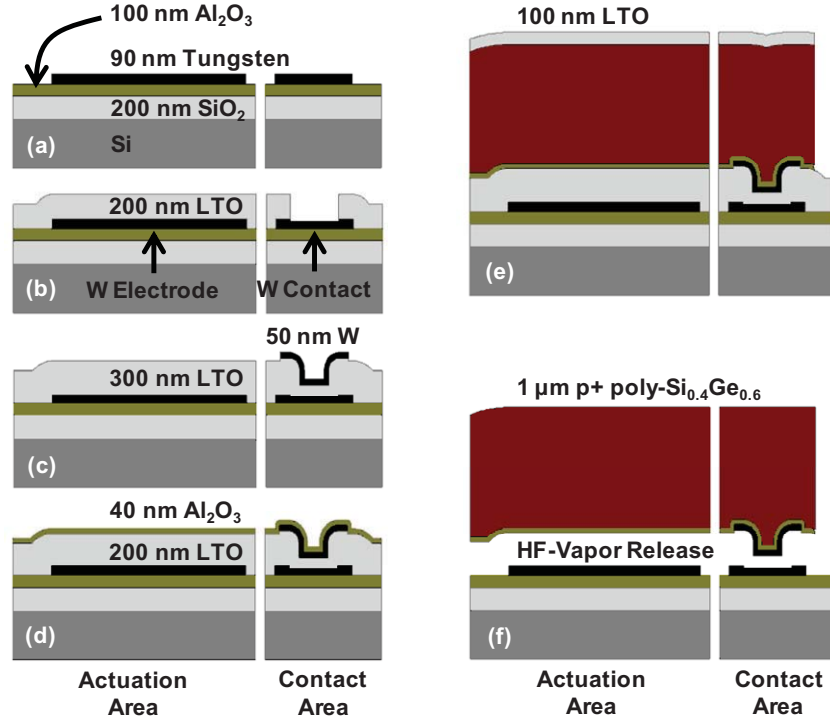 100 nm Al₂O₃
90 nm Tungsten
200 nm SiO₂
(a)
Si
200 nm LTO
(b)
W Electrode
W Contact
50 nm W
300 nm LTO
(c)
40 nm Al₂O₃
200 nm LTO
(d)
Actuation
Area
Contact
Area
100 nm LTO
(e)
1 µm p+ poly-Si₀.₄Ge₀.₆
HF-Vapor Release
(f)
Actuation
Area
Contact
Area